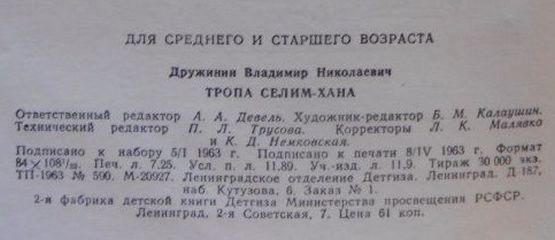 ДЛЯ СРЕДНЕГО И СТАРШЕГО ВОЗРАСТА
Дружинин Владимир Николаевич
ТРОПА СЕЛИМ-ХАНА
Ответственный редактор А. А. Девель. Художник-редактор Б. М. Калаушин.
Технический редактор П. Л. Трусова. Корректоры Л. К. Малявко
и К. Д. Немковская.
Подписано к набору 5/I 1963 г. Подписано к печати 8/IV 1963 г. Формат
84 × 108¹/₃₂. Печ. л. 7,25. Усл. п. л. 11,89. Уч.-изд. л. 11,9. Тираж 30 000 экз.
ТП-1963 № 590. М-20927. Ленинградское отделение Детгиза. Ленинград, Д-187,
наб. Кутузова, 6. Заказ № 1.
2-я фабрика детской книги Детгиза Министерства просвещения РСФСР.
Ленинград, 2-я Советская, 7. Цена 61 коп.